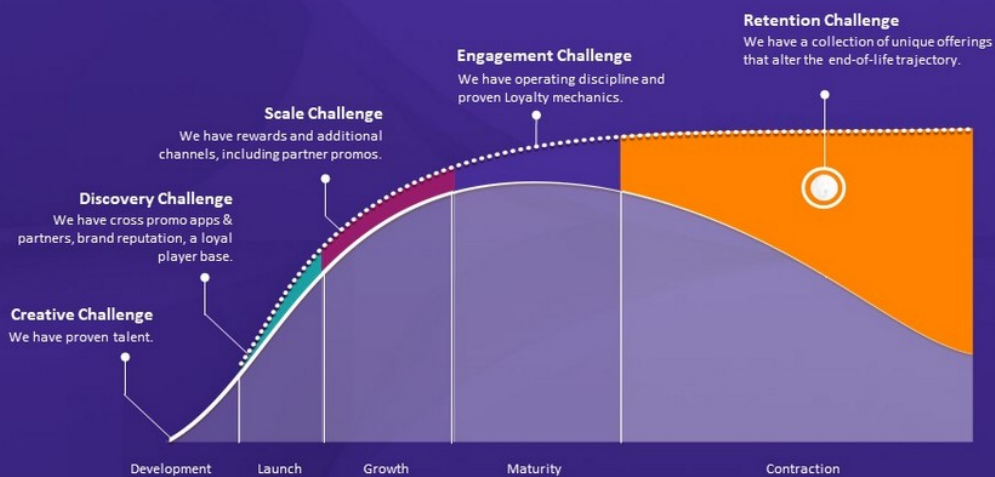 Retention Challenge
We have a collection of unique offerings
that alter the end-of-life trajectory.
Engagement Challenge
We have operating discipline and
proven Loyalty mechanics.
Scale Challenge
We have rewards and additional
channels, including partner promos.
Discovery Challenge
We have cross promo apps &
partners, brand reputation, a loyal
player base.
Creative Challenge
We have proven talent.
Development
Launch
Growth
Maturity
Contraction